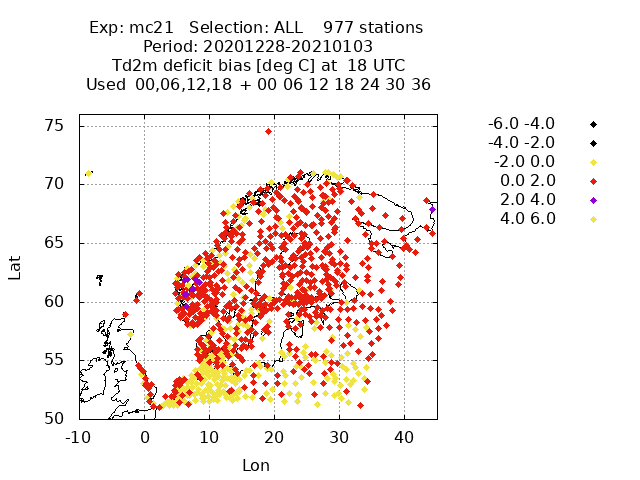 Exp: mc21 Selection: ALL 977 stations
Period: 20201228-20210103
Td2m deficit bias [deg C] at 18 UTC
Used 00,06,12,18 + 00 06 12 18 24 30 36
75
70
65
60
55
50
-10 0 10 20 30 40
Lat
Lon
-6.0 -4.0
-4.0 -2.0
-2.0 0.0
0.0 2.0
2.0 4.0
4.0 6.0